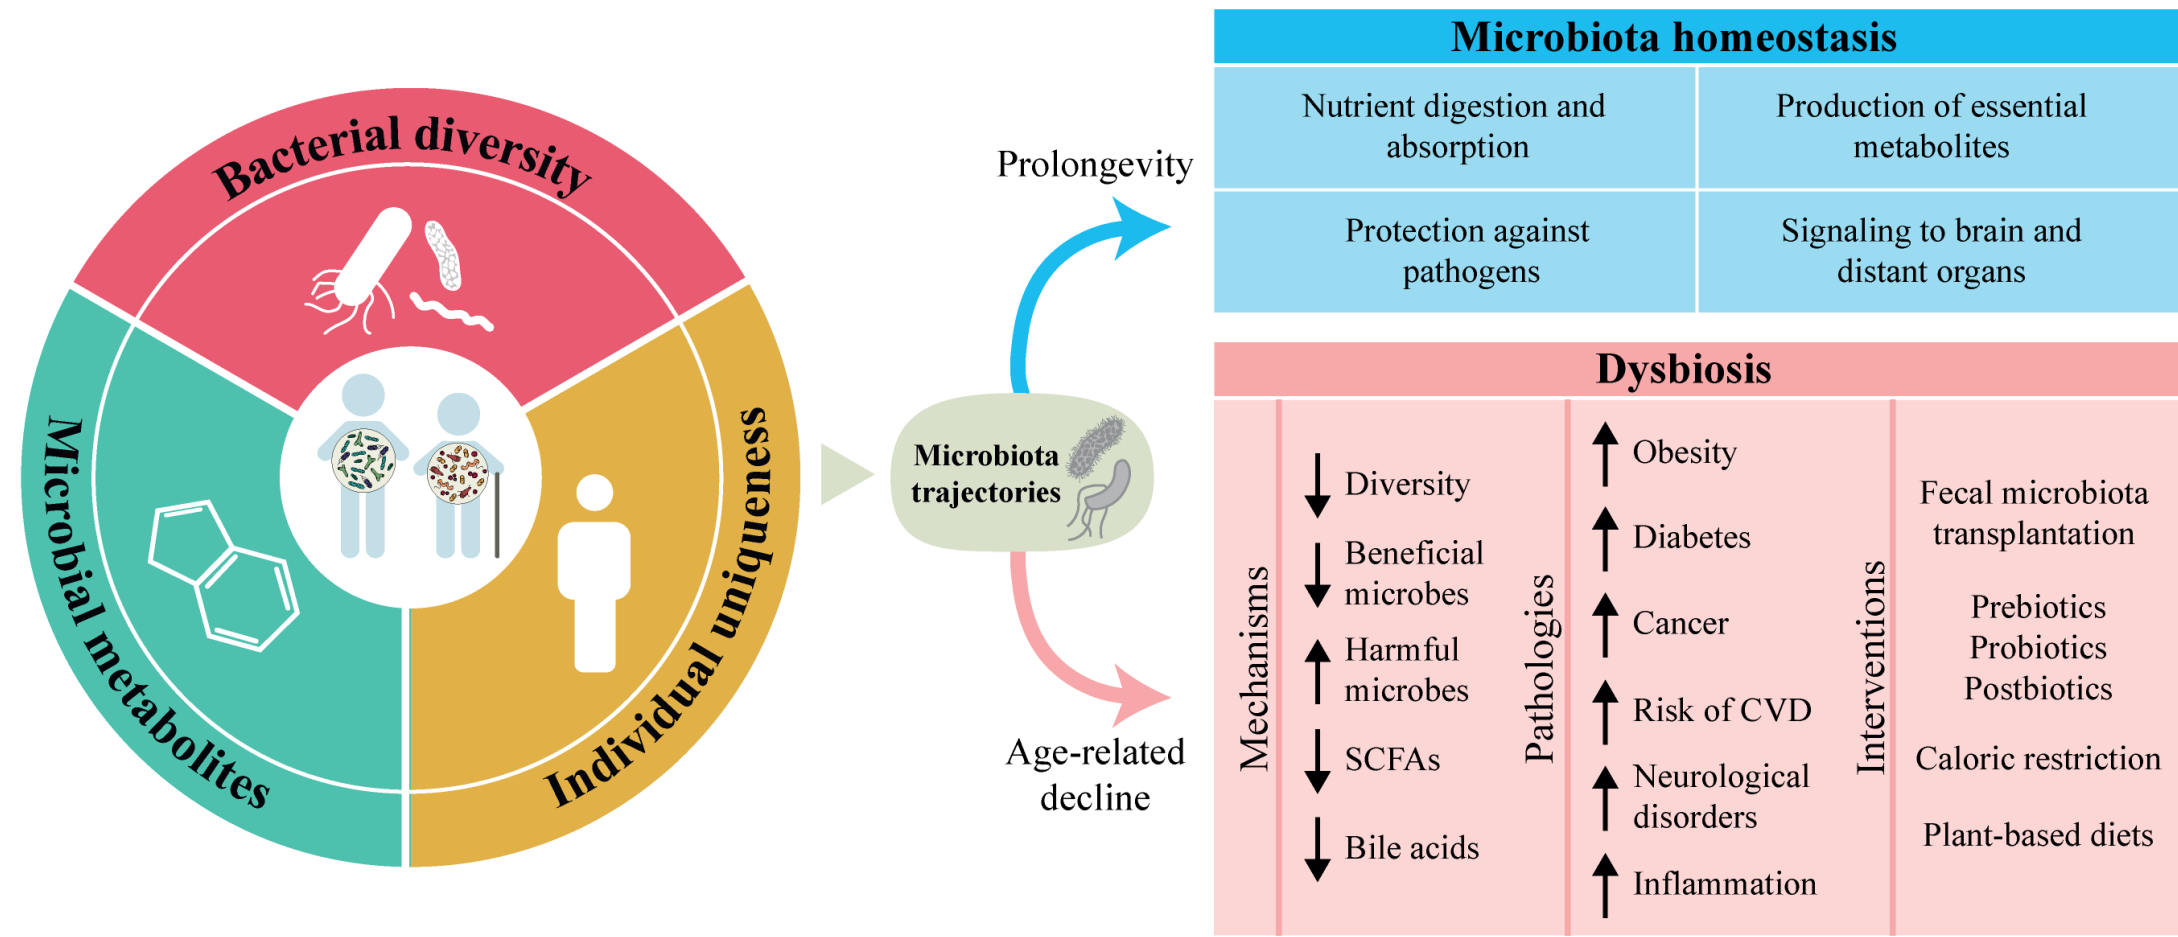 Bacterial diversity
Microbial metabolites
Individual uniqueness
Microbiota
trajectories
Prolongevity
Age-related
decline
Microbiota homeostasis
Nutrient digestion and
absorption
Production of essential
metabolites
Protection against
pathogens
Signaling to brain and
distant organs
Dysbiosis
Mechanisms
Diversity
Beneficial
microbes
Harmful
microbes
SCFAs
Bile acids
Pathologies
Obesity
Diabetes
Cancer
Risk of CVD
Neurological
disorders
Inflammation
Interventions
Fecal microbiota
transplantation
Prebiotics
Probiotics
Postbiotics
Caloric restriction
Plant-based diets